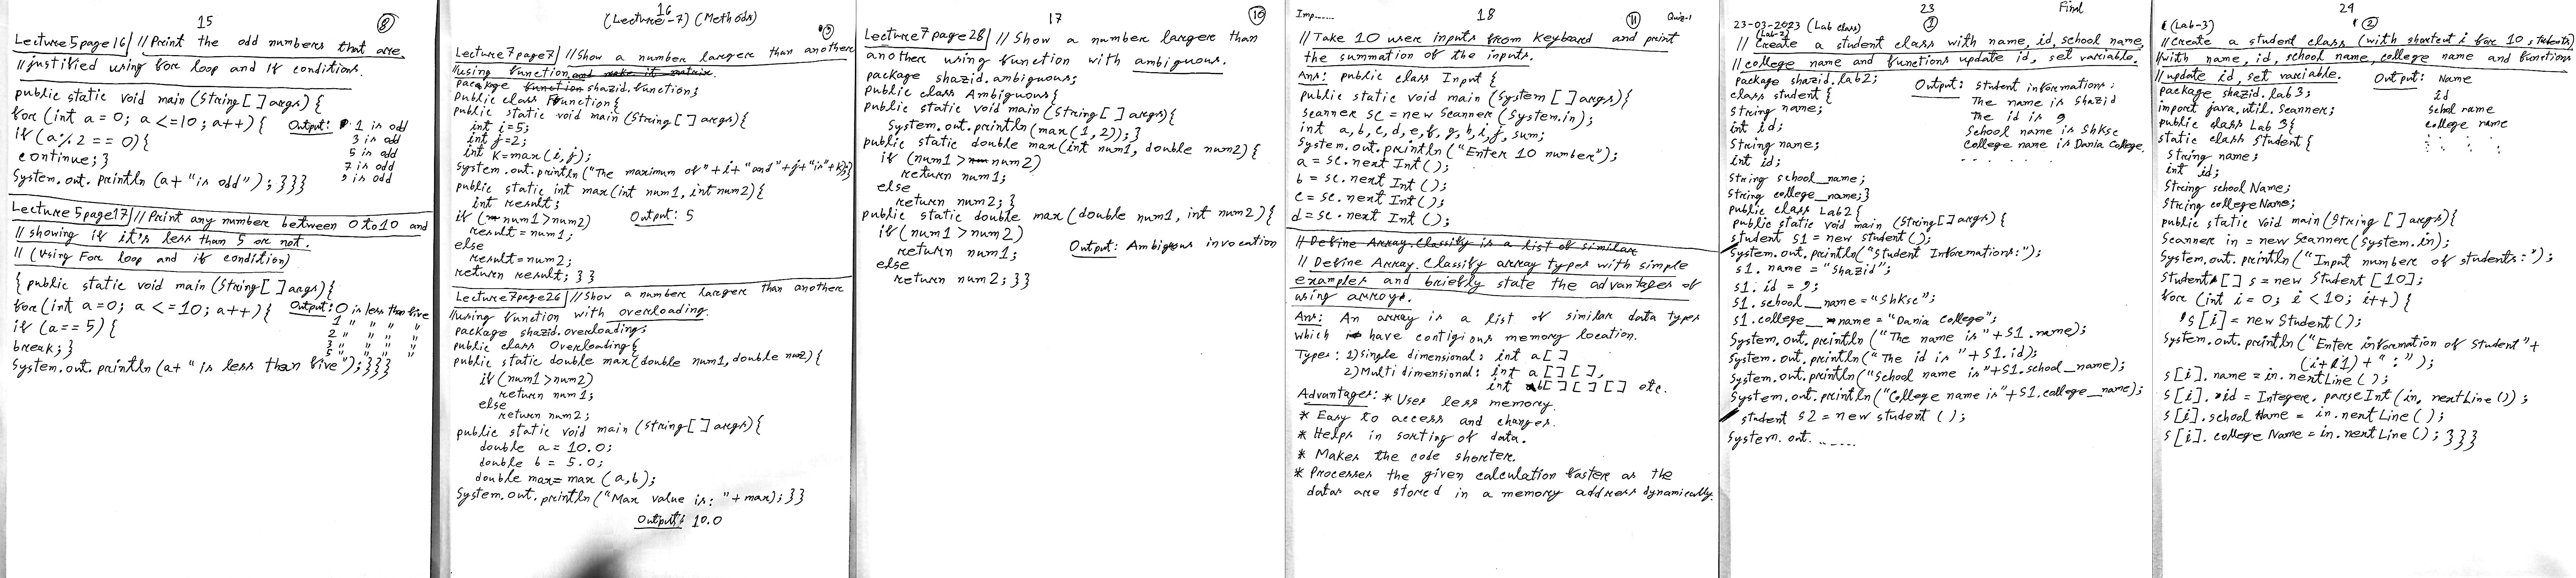 15
8
Lecture 5 page 16 // Print the odd numbers that are
// justified using for loop and if conditions.
public static void main (String[ ] args) {
for (int a = 0; a <=10; a++) {
if (a % 2 == 0) {
continue; }
System.out.println (a+ "is odd"); }}}
Output: 1 is odd
3 is odd
5 is odd
7 is odd
9 is odd
Lecture 5 page 17 // Print any number between 0 to 10 and
// showing if it's less than 5 or not.
// (Using For loop and if condition)
{ public static void main (String[ ] args) {
for (int a=0; a <=10; a++) {
if (a==5) {
break; }
System.out.println (a+ "is less than five"); }}}
Output: 0 is less than five
1 " " " "
2 " " " "
3 " " " "
5 " " " "
16
(Lecture-7) (Methods)
9
Lecture 7 page 7 // Show a number larger than another
// using function and make it matrix.
package function shazid.function;
public class Function {
public static void main (String[ ] args) {
int i=5;
int j=2;
int K=max(i,j);
System.out.println ("The maximum of"+i+"and"+j+"is"+k);}
public static int max (int num1, int num2) {
int result;
if (num1>num2)
result=num1;
else
result=num2;
return result; }}
Output: 5
Lecture 7 page 26 // Show a number larger than another
// using function with overloading.
package shazid.overloading;
public class Overloading {
public static double max(double num1, double num2) {
if (num1>num2)
return num1;
else
return num2;
public static void main (String[ ] args) {
double a = 10.0;
double b = 5.0;
double max= max (a,b);
System.out.println ("Max value is: "+ max); }}
Output: 10.0
17
10
Lecture 7 page 28 // Show a number larger than
another using function with ambiguous.
package shazid.ambiguous;
public class Ambiguous {
public static void main (String[ ] args) {
System.out.println (max(1,2)); }
public static double max(int num1, double num2) {
if (num1> num2)
return num1;
else
return num2; }
public static double max (double num1, int num2) {
if (num1>num2)
return num1;
else
return num2; }}
Output: Ambigous invocation
Imp......
18
11
Quiz-1
// Take 10 user inputs from keyboard and print
the summation of the inputs.
Ans: public class Input {
public static void main (System [ ] args) {
Scanner sc = new Scanner (System.in);
int a, b, c, d, e, f, g, h, i, j, sum;
System.out.println ("Enter 10 number");
a = sc.next Int ( );
b = sc. next Int ( );
c = sc. next Int ( );
d = sc. next Int ( );
// Define Array. Classify is a list of similar
// Define Array. Classify array types with simple
examples and briefly state the advantages of
using arrays.
Ans: An array is a list of similar data types
which have contigious memory location.
Types: 1) Single dimensional: int a[ ]
2) Multi dimensional: int a [ ] [ ],
int b[ ] [ ] [ ] etc.
Advantages: * Uses less memory.
* Easy to access and changes.
* Helps in sorting of data.
* Makes the code shorter.
* Processes the given calculation faster as the
datas are stored in a memory address dynamically.
23
Final
23-03-2023 (Lab class)
(Lab-2)
1
// Create a student class with name, id, school name,
// college name and functions update id, set variable.
package shazid.lab2;
class student {
String name;
int id;
String name;
int id;
String school_name;
String college_name; }
public class Lab2 {
public static void main (String[ ] args) {
student s1 = new student ( );
System.out.println("Student Informations:");
s1. name = "Shazid";
s1. id = 9;
s1. school_name = "Shksc";
s1. college_name = "Dania College";
System.out.println ("The name is"+s1.name);
System.out.println ("The id is "+s1.id);
System.out.println("School name is"+s1.school_name);
System.out.println("College name is"+s1.college_name);
student s2 = new student ( );
System. out. ......
Output: Student informations:
The name is Shazid
The id is 9
School name is Shksc
College name is Dania College.
. . . . . .
24
(Lab-3)
2
// Create a student class (with shortcut i for 10 students)
// with name, id, school name, college name and functions
// update id, set variable.
package shazid.lab3;
import java.util.Scanner;
public class Lab 3 {
static class Student {
String name;
int id;
String school Name;
String college Name;
public static void main (String [ ] args) {
Scanner in = new Scanner (System.in);
System.out.println ("Input number of students:");
Student [ ] s = new Student [10];
for (int i = 0; i < 10; i++) {
s [i] = new Student ( );
System.out.println ("Enter information of student"+
(i+1) + " : ");
s [i]. name = in. nextLine ( );
s [i]. id = Integer. parseInt (in. nextLine ( ));
s [i]. school Name = in. nextLine ( );
s [i]. college Name = in. nextLine ( ); }}}
Output: Name
id
school name
college name